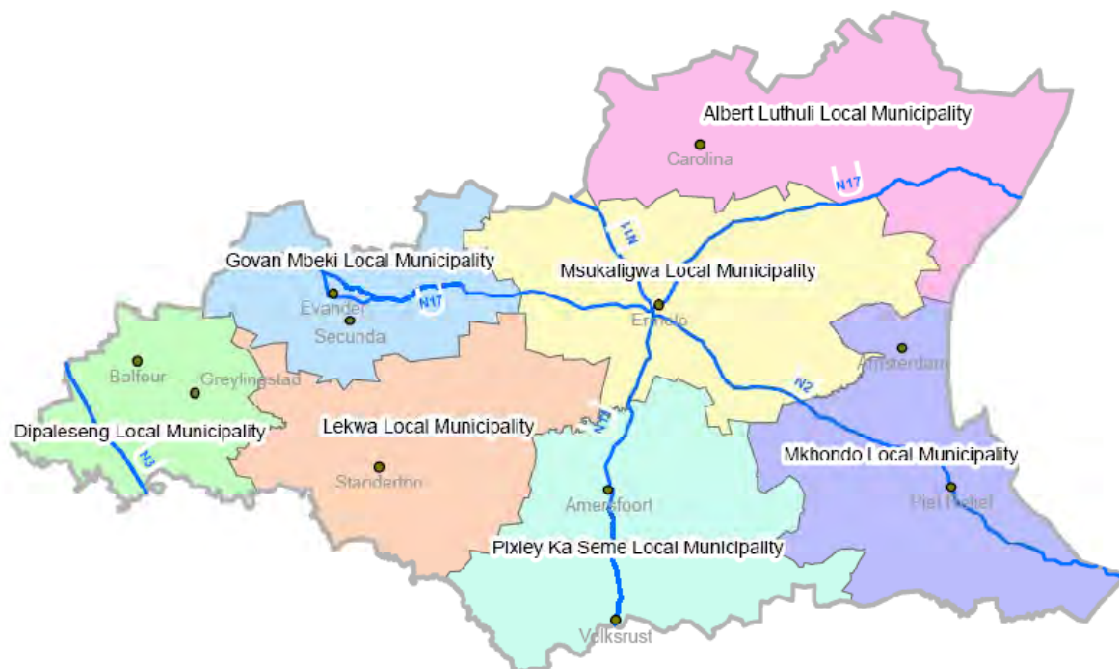 Albert Luthuli Local Municipality
Carolina
N17
N11
Govan Mbeki Local Municipality
Msukaligwa Local Municipality
Evander
N17
Ermelo
Secunda
Balfour
Amsterdam
Greylingstad
N2
N11
Dipaleseng Local Municipality
Lekwa Local Municipality
N3
Mkhondo Local Municipality
Standerton
Piet Retief
Amersfoort
Pixley Ka Seme Local Municipality
Volksrust